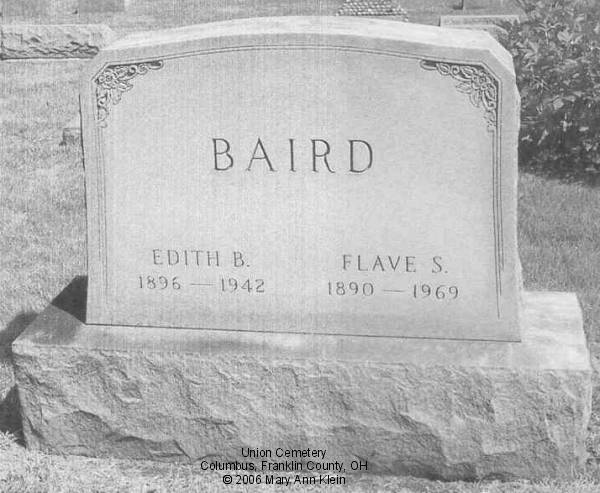 BAIRD
EDITH B.
1896 — 1942
FLAVE S.
1890 — 1969
Union Cemetery
Columbus, Franklin County, OH
© 2006 Mary Ann Klein